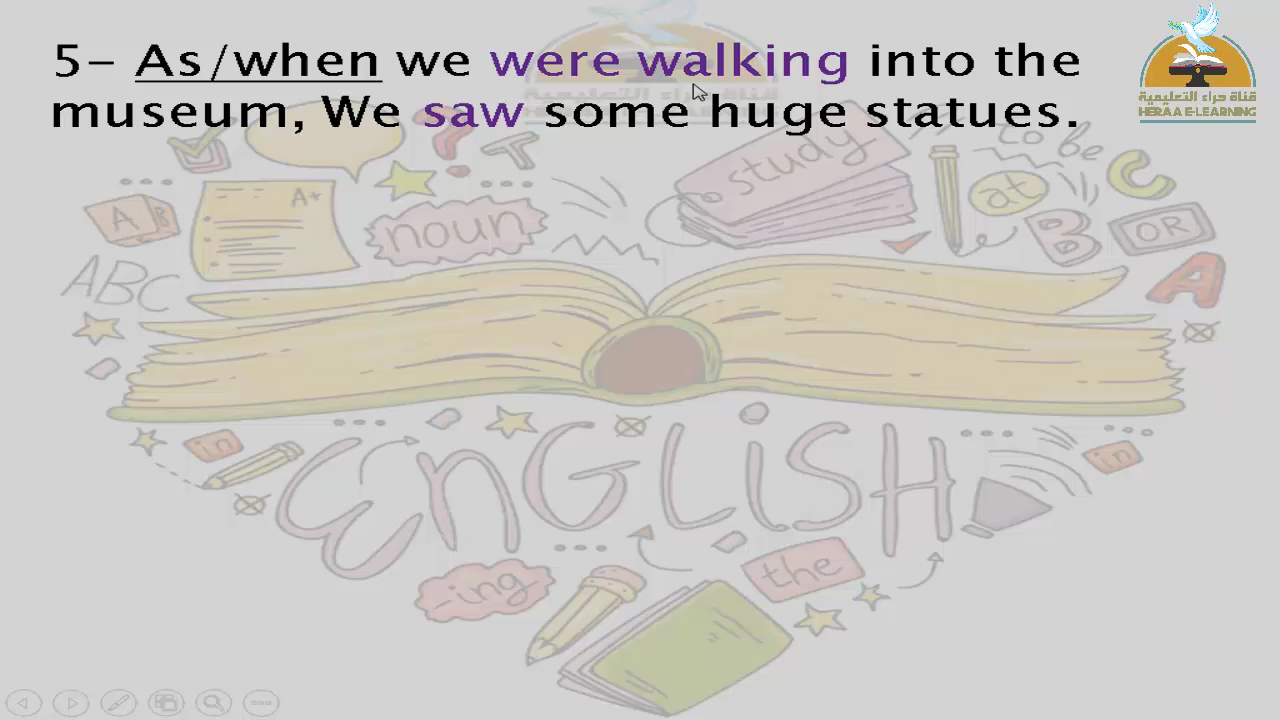 5- As/when we were walking into the
museum, We saw some huge statues.
قناة حراء التعليمية
HERAA E-LEARNING
to be
study
at
C
T
A+
A
B
noun
B
OR
A
ABC
ENGLiSH
in
in
ing
the